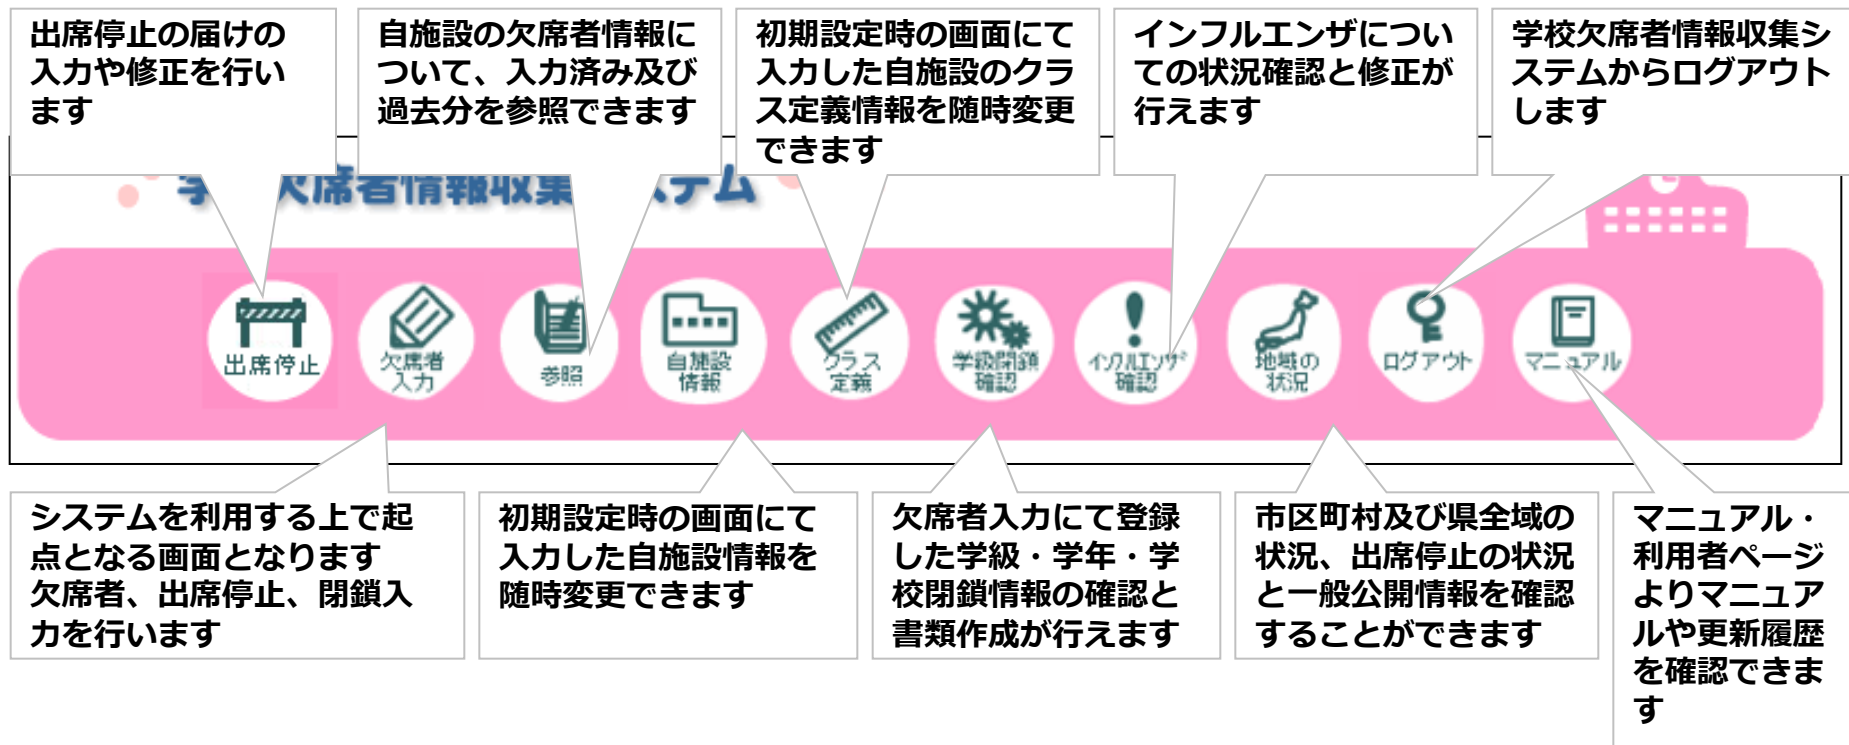 出席停止の届けの
入力や修正を行い
ます
自施設の欠席者情報に
ついて、入力済み及び
過去分を参照できます
初期設定時の画面にて
入力した自施設のクラ
ス定義情報を随時変更
できます
インフルエンザについ
ての状況確認と修正が
行えます
学校欠席者情報収集シ
ステムからログアウト
します
学 欠席者情報収集 ステム
出席停止
欠席者
入力
参照
自施設
情報
クラス
定義
学級閉鎖
確認
インフルエンザ
確認
地域の
状況
ログアウト
マニュアル
システムを利用する上で起
点となる画面となります
欠席者、出席停止、閉鎖入
力を行います
初期設定時の画面にて
入力した自施設情報を
随時変更できます
欠席者入力にて登録
した学級・学年・学
校閉鎖情報の確認と
書類作成が行えます
市区町村及び県全域の
状況、出席停止の状況
と一般公開情報を確認
することができます
マニュアル・
利用者ページ
よりマニュア
ルや更新履歴
を確認できま
す